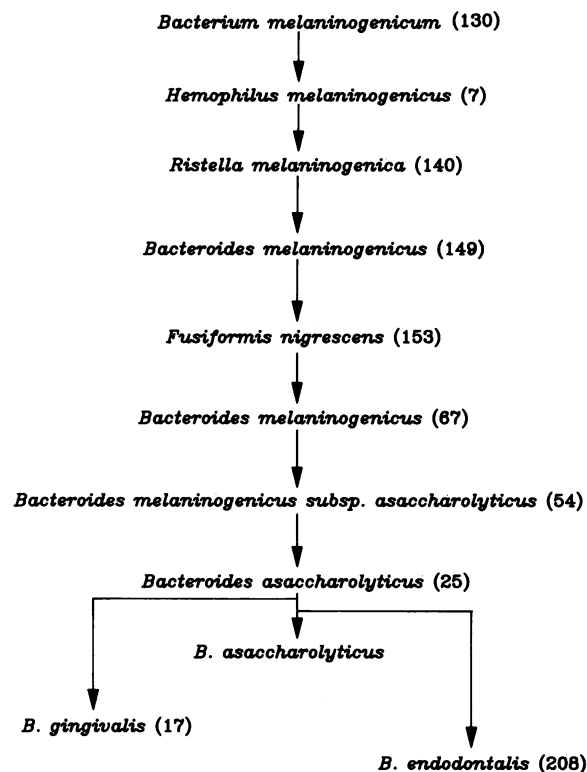 Bacterium melaninogenicum (130)
Hemophilus melaninogenicus (7)
Ristella melaninogenica (140)
Bacteroides melaninogenicus (149)
Fusiformis nigrescens (153)
Bacteroides melaninogenicus (67)
Bacteroides melaninogenicus subsp. asaccharolyticus (54)
Bacteroides asaccharolyticus (25)
B. asaccharolyticus
B. gingivalis (17)
B. endodontalis (208)